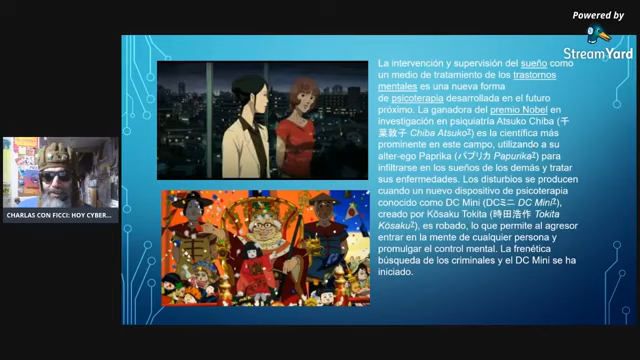 Powered by
StreamYard
La intervención y supervisión del sueño como
un medio de tratamiento de los trastornos
mentales es una nueva forma
de psicoterapia desarrollada en el futuro
próximo. La ganadora del premio Nobel en
investigación en psiquiatría Atsuko Chiba (千
葉敦子 Chiba Atsuko?) es la científica más
prominente en este campo, utilizando a su
alter-ego Paprika (パプリカ Papurika?) para
infiltrarse en los sueños de los demás y tratar
sus enfermedades. Los disturbios se producen
cuando un nuevo dispositivo de psicoterapia
conocido como DC Mini (DCミニ DC Mini?),
creado por Kōsaku Tokita (時田浩作 Tokita
Kōsaku?), es robado, lo que permite al agresor
entrar en la mente de cualquier persona y
promulgar el control mental. La frenética
búsqueda de los criminales y el DC Mini se ha
iniciado.
CHARLAS CON FICCI: HOY CYBER...